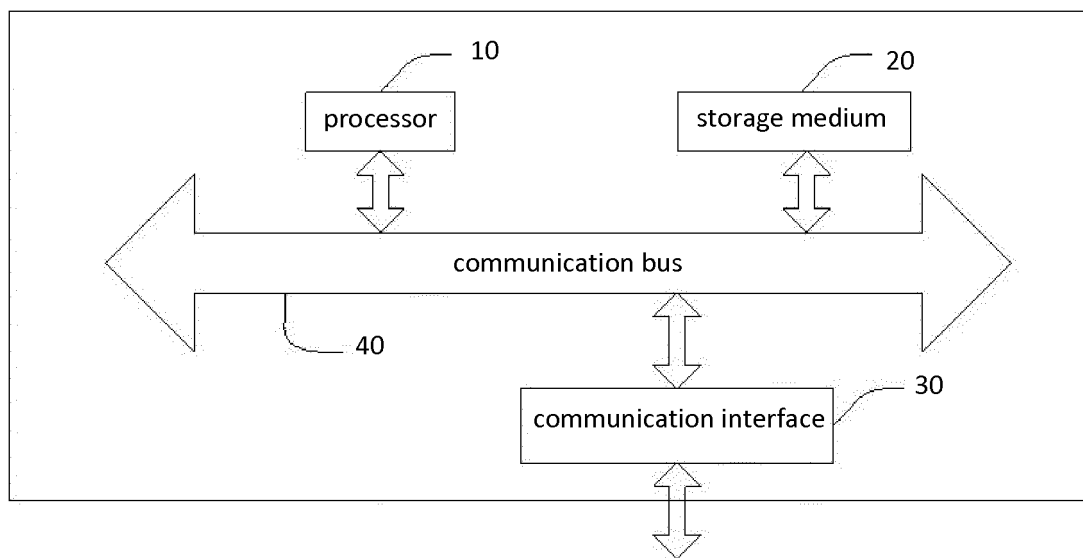 10
20
processor
storage medium
communication bus
40
30
communication interface